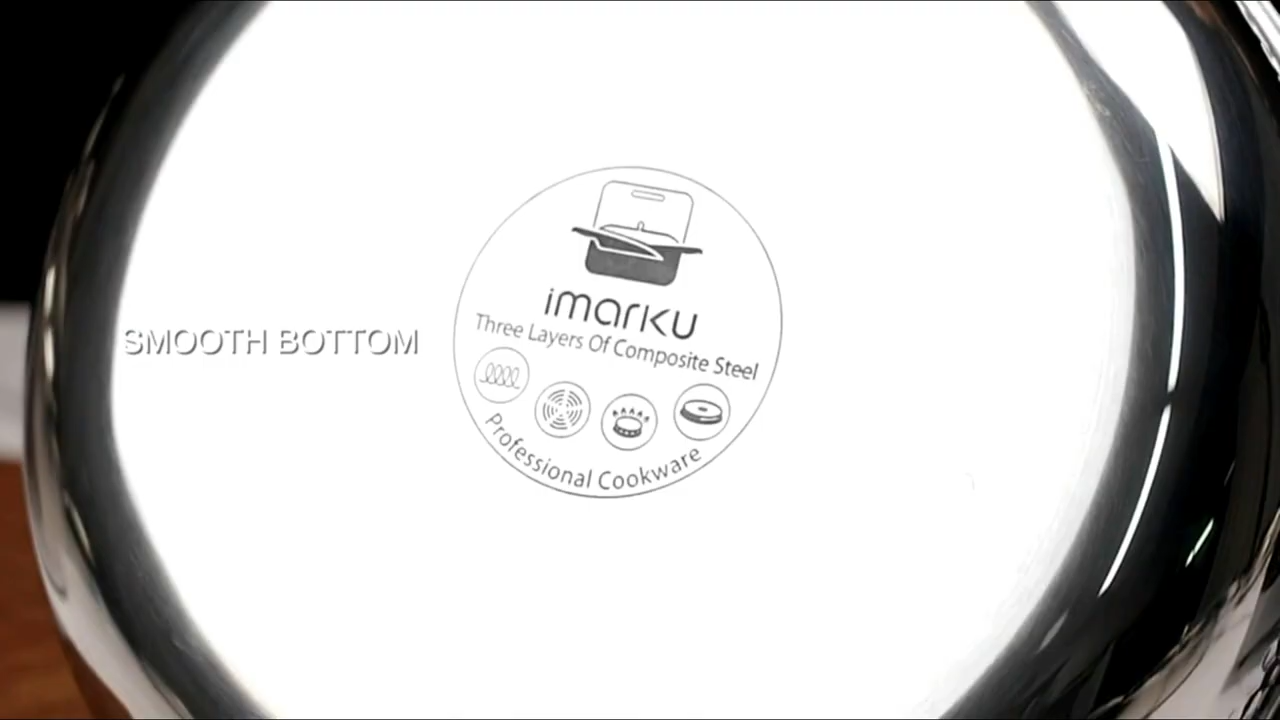 SMOOTH BOTTOM
imarku
Three Layers Of Composite Steel
Professional Cookware